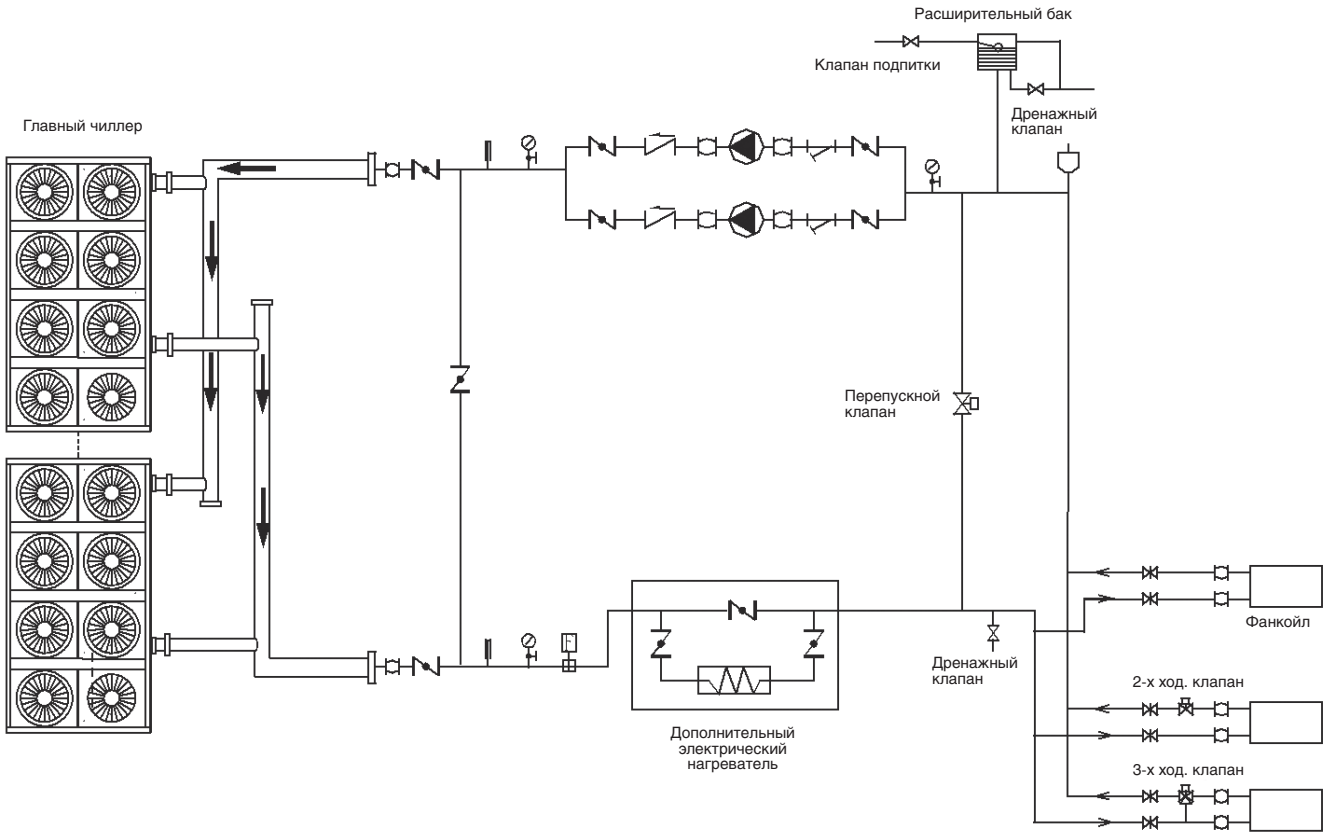 Расширительный бак
Клапан подпитки
Дренажный
клапан
Главный чиллер
Перепускной
клапан
F
Фанкойл
Дренажный
клапан
2-х ход. клапан
Дополнительный
электрический
нагреватель
3-х ход. клапан